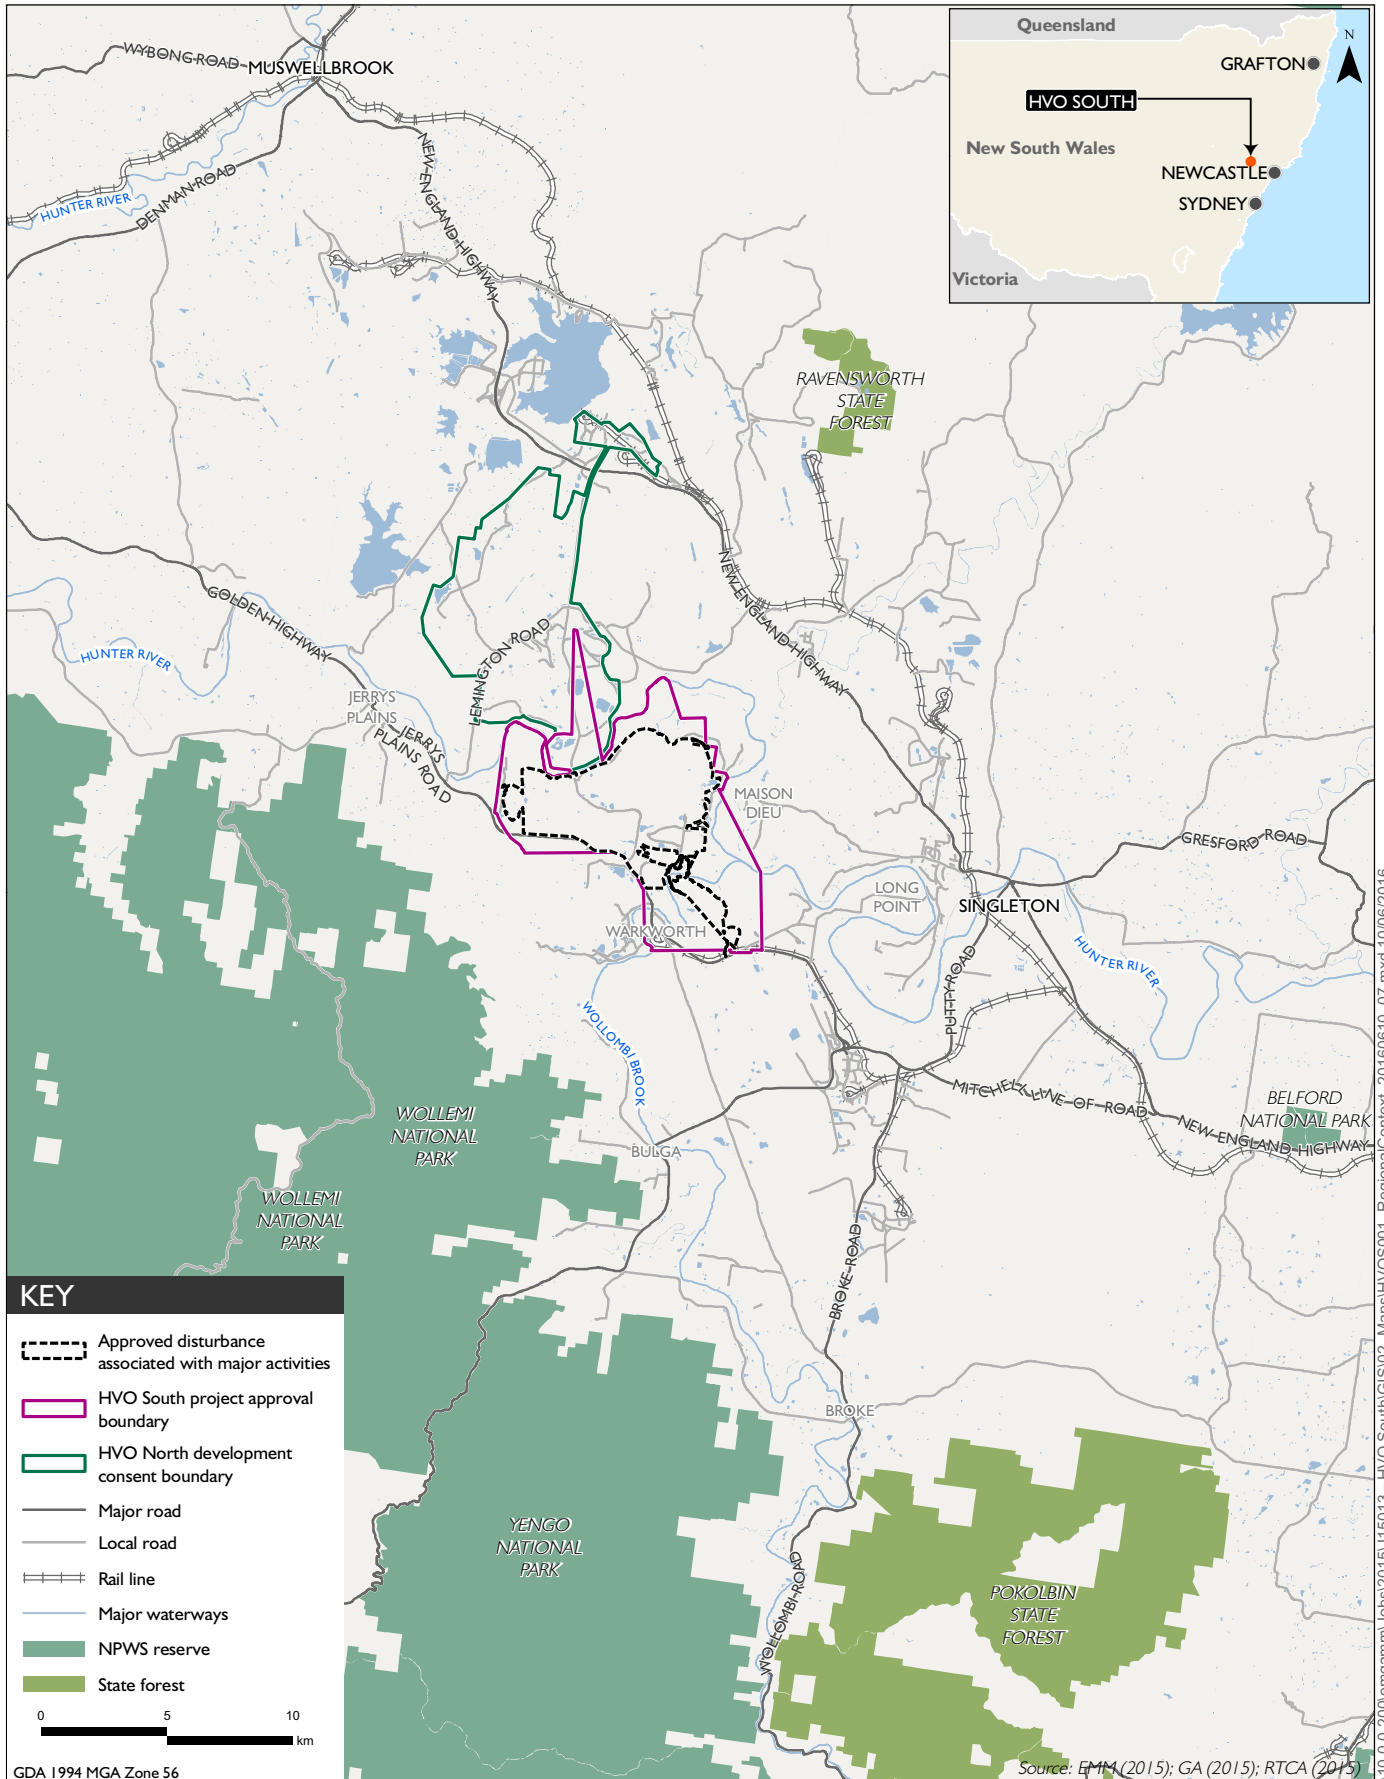 Queensland
N
GRAFTON
HVO SOUTH
New South Wales
NEWCASTLE
SYDNEY
Victoria
WYBONG ROAD
MUSWELLBROOK
NEW ENGLAND HIGHWAY
DENMAN ROAD
HUNTER RIVER
RAVENSWORTH
STATE
FOREST
NEW ENGLAND HIGHWAY
GOLDEN HIGHWAY
HUNTER RIVER
LEMINGTON ROAD
JERRYS
PLAINS
JERRYS
PLAINS ROAD
MAISON
DIEU
GRESFORD ROAD
LONG
POINT
SINGLETON
WARKWORTH
HUNTER RIVER
PUTTY ROAD
WOLLOMBI BROOK
MITCHELL LINE OF ROAD
BELFORD
NATIONAL PARK
NEW ENGLAND HIGHWAY
WOLLEMI
NATIONAL
PARK
BULGA
WOLLEMI
NATIONAL
PARK
BROKE ROAD
BROKE
YENGO
NATIONAL
PARK
WOLLOMBI ROAD
POKOLBIN
STATE
FOREST
KEY
Approved disturbance
associated with major activities
HVO South project approval
boundary
HVO North development
consent boundary
Major road
Local road
Rail line
Major waterways
NPWS reserve
State forest
0 5 10
km
GDA 1994 MGA Zone 56
Source: EMM (2015); GA (2015); RTCA (2015)